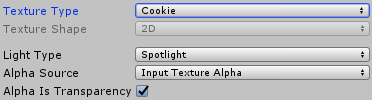 Texture Type Cookie
Texture Shape 2D
Light Type Spotlight
Alpha Source Input Texture Alpha
Alpha Is Transparency